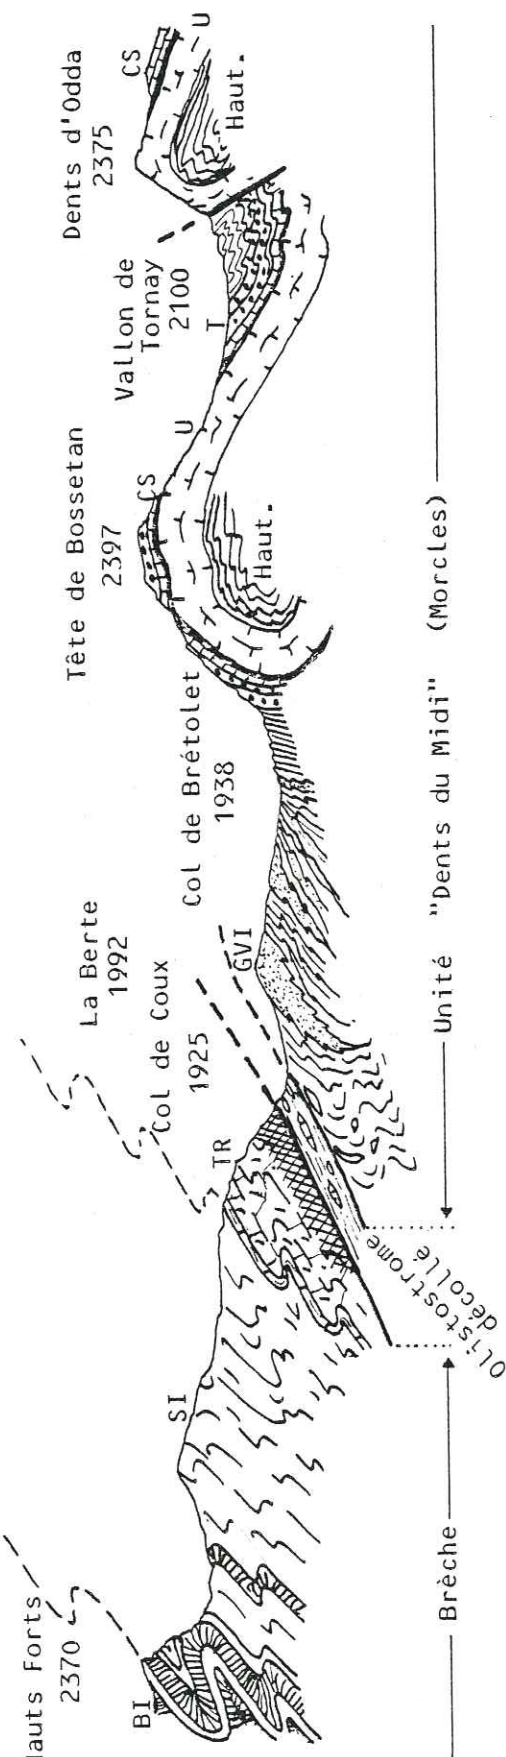 Hauts Forts
2370
BI
SI
TR
La Berte
1992
Col de Coux
1925
GVI
Col de Brétolet
1938
Tête de Bossetan
2397
CS
Haut.
U
Vallon de
Tornay
2100
T
Dents d'Odda
2375
CS
U
Haut.
Brèche
Olistostrome
décollé
Unité "Dents du Midi" (Morcles)